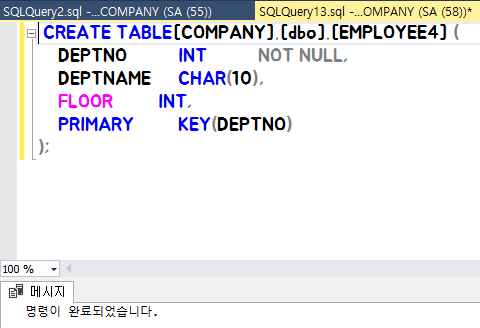 SQLQuery2.sql -...COMPANY (SA (55))
SQLQuery13.sql -...OMPANY (SA (58))*
CREATE TABLE[COMPANY].[dbo].[EMPLOYEE4] (
DEPTNO INT NOT NULL,
DEPTNAME CHAR(10),
FLOOR INT,
PRIMARY KEY(DEPTNO)
);
100 %
메시지
명령이 완료되었습니다.